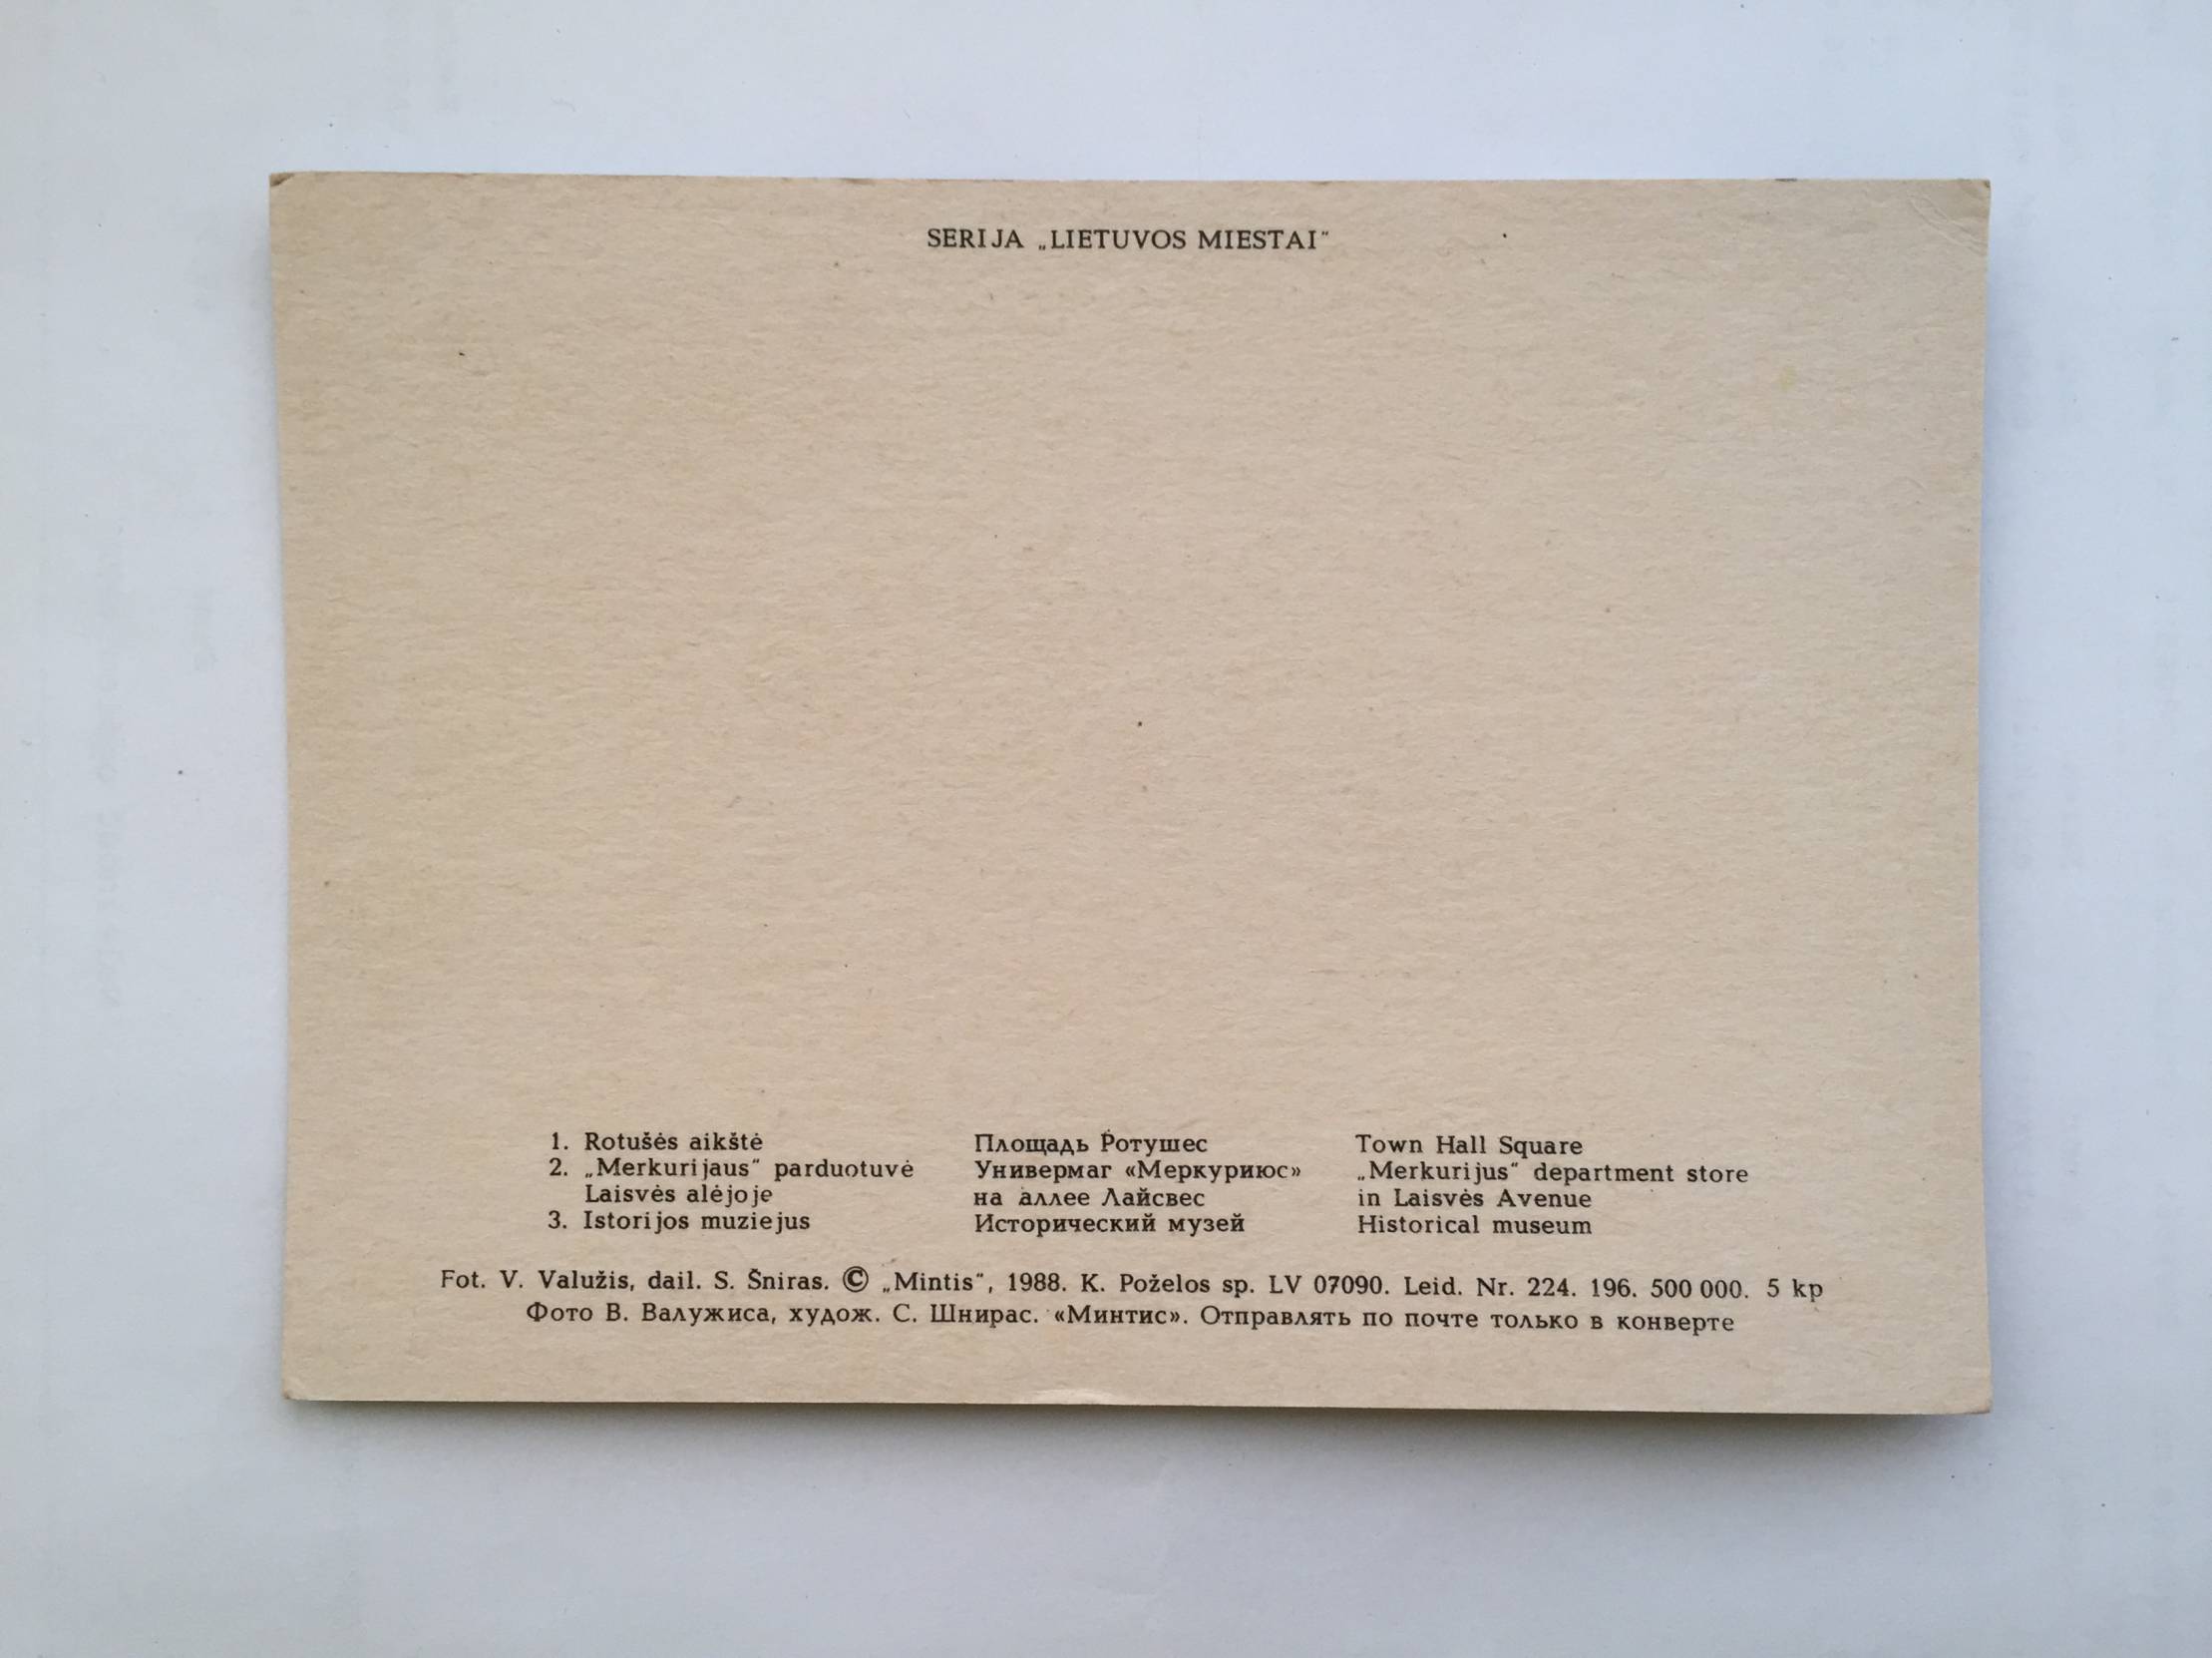 SERIJA „LIETUVOS MIESTAI“
1. Rotušės aikštė
2. „Merkurijaus“ parduotuvė
Laisvės alėjoje
3. Istorijos muziejus
Площадь Ротушес
Универмаг «Меркуриюс»
на аллее Лайсвес
Исторический музей
Town Hall Square
„Merkurijus“ department store
in Laisvės Avenue
Historical museum
Fot. V. Valužis, dail. S. Šniras. © „Mintis“, 1988. K. Poželos sp. LV 07090. Leid. Nr. 224. 196. 500 000. 5 kp
Фото В. Валужиса, худож. С. Шнирас. «Минтис». Отправлять по почте только в конверте